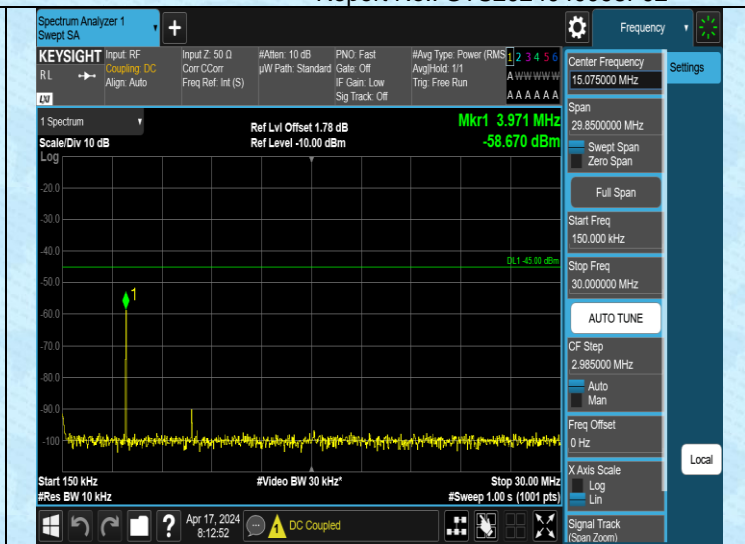 Spectrum Analyzer 1
Swept SA
Frequency
KEYSIGHT
Input: RF
Input Z: 50 Ω
#Atten: 10 dB
PNO: Fast
#Avg Type: Power (RMS
1 2 3 4 5 6
RL
Coupling: DC
Corr CCorr
µW Path: Standard
Gate: Off
Avg|Hold: 1/1
A W W W W W
Align: Auto
Freq Ref: Int (S)
IF Gain: Low
Trig: Free Run
Sig Track: Off
A A A A A A
LXI
1 Spectrum
Scale/Div 10 dB
Ref Lvl Offset 1.78 dB
Ref Level -10.00 dBm
Mkr1 3.971 MHz
-58.670 dBm
Log
-20.0
-30.0
-40.0
DL1 -45.00 dBm
-50.0
1
-60.0
-70.0
-80.0
-90.0
-100
Start 150 kHz
#Video BW 30 kHz*
Stop 30.00 MHz
#Res BW 10 kHz
#Sweep 1.00 s (1001 pts)
?
Apr 17, 2024
8:12:52
DC Coupled
Center Frequency
15.075000 MHz
Settings
Span
29.8500000 MHz
Swept Span
Zero Span
Full Span
Start Freq
150.000 kHz
Stop Freq
30.000000 MHz
AUTO TUNE
CF Step
2.985000 MHz
Auto
Man
Freq Offset
0 Hz
X Axis Scale
Log
Lin
Local
Signal Track
(Span Zoom)